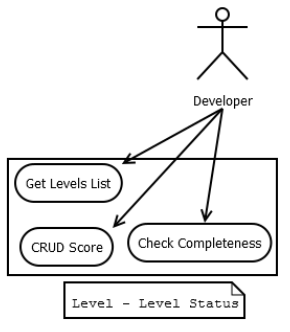 Developer
Get Levels List
CRUD Score
Check Completeness
Level - Level Status